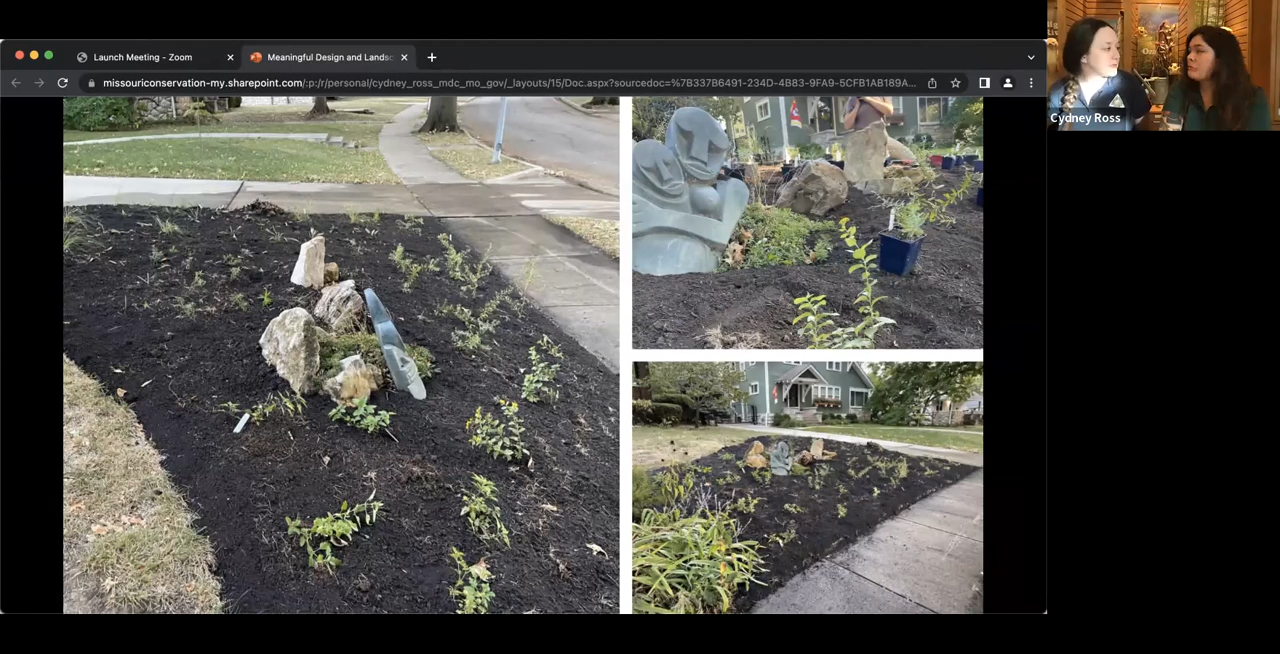 Launch Meeting - Zoom
Meaningful Design and Landsc
missouriconservation-my.sharepoint.com/:p:/r/personal/cydney_ross_mdc_mo_gov/_layouts/15/Doc.aspx?sourcedoc=%7B337B6491-234D-4B83-9FA9-5CFB1AB189A...
Cydney Ross